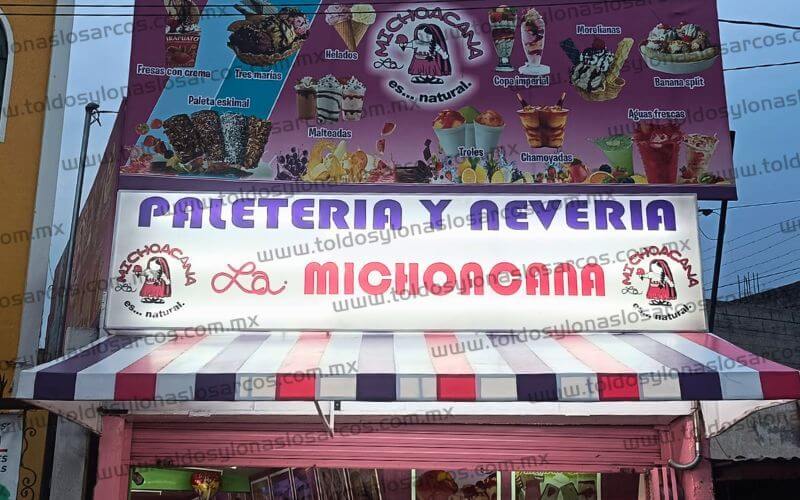 Fresas con crema
Tres marias
Helados
MICHOACANA
es... natural.
Copa imperial
Morelianas
Banana split
Paleta eskimal
Malteadas
Troles
Chamoyadas
Aguas frescas
PALETERIA Y NEVERIA
La MICHOACANA
MICHOACANA
es... natural.
MICHOACANA
es... natural.
www.toldosylonaslosarcos.com.mx